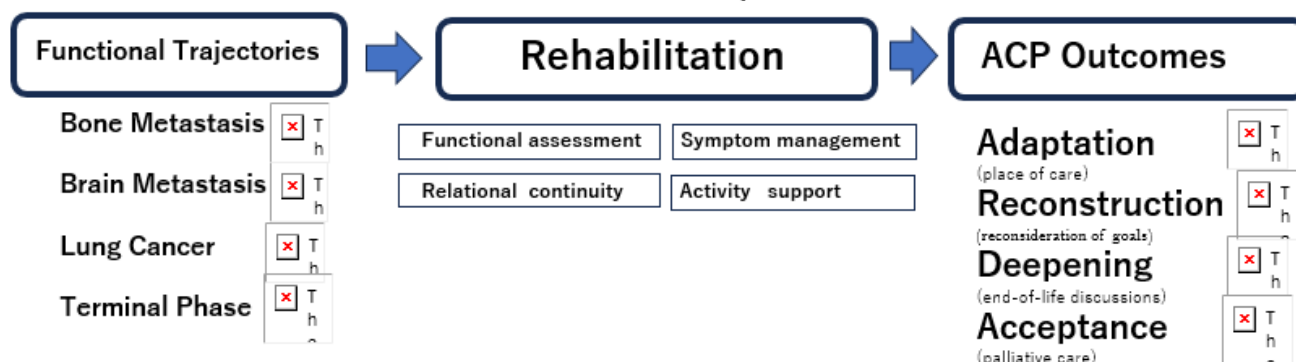 Functional Trajectories
Rehabilitation
ACP Outcomes
Bone Metastasis
T
h
Brain Metastasis
T
h
Lung Cancer
T
h
Terminal Phase
T
h
Functional assessment
Symptom management
Relational continuity
Activity support
Adaptation
T
h
(place of care)
Reconstruction
T
h
(reconsideration of goals)
Deepening
T
h
(end-of-life discussions)
Acceptance
T
h
(palliative care)